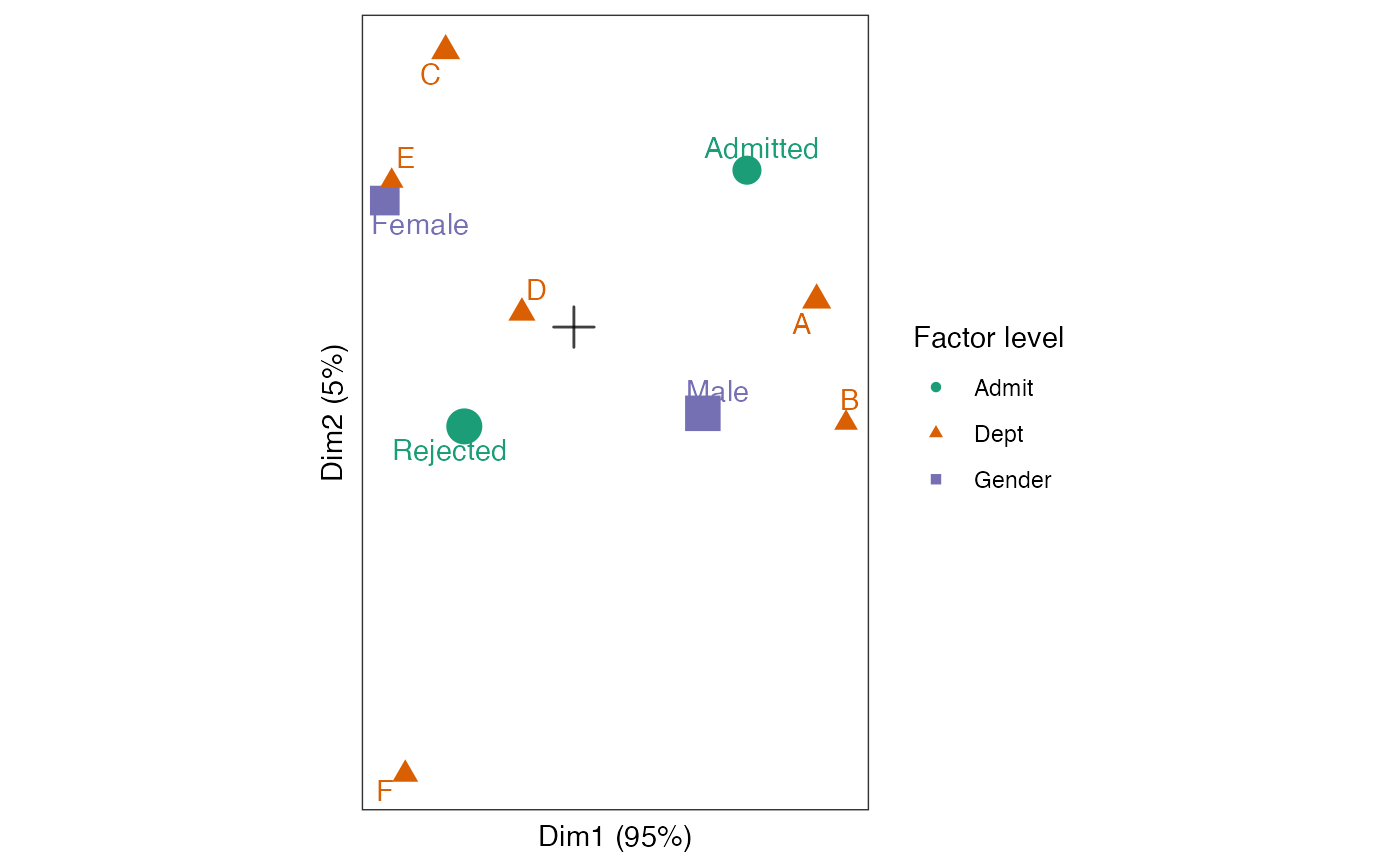 C
Admitted
E
Female
D
A
Male
B
Rejected
F
Dim2 (5%)
Dim1 (95%)
Factor level
Admit
Dept
Gender